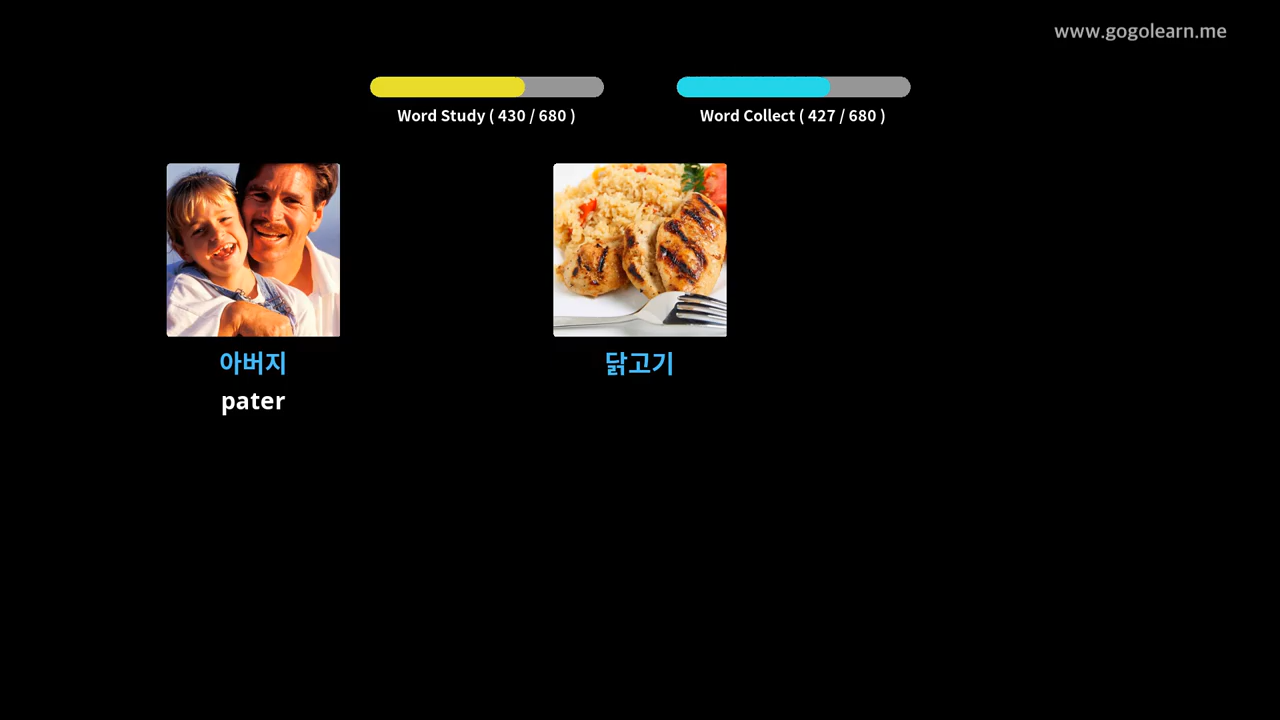 www.gogolearn.me
Word Study ( 430 / 680 )
Word Collect ( 427 / 680 )
아버지
pater
닭고기